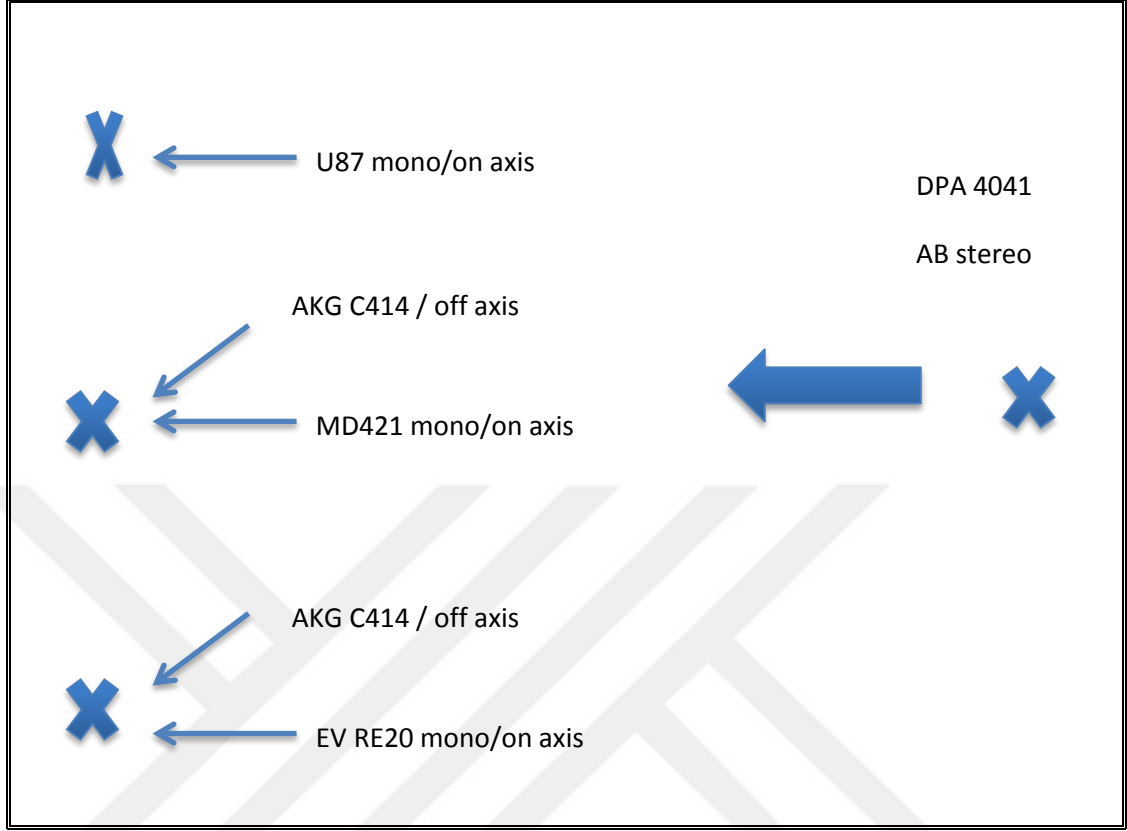 U87 mono/on axis
DPA 4041
AB stereo
AKG C414 / off axis
MD421 mono/on axis
AKG C414 / off axis
EV RE20 mono/on axis